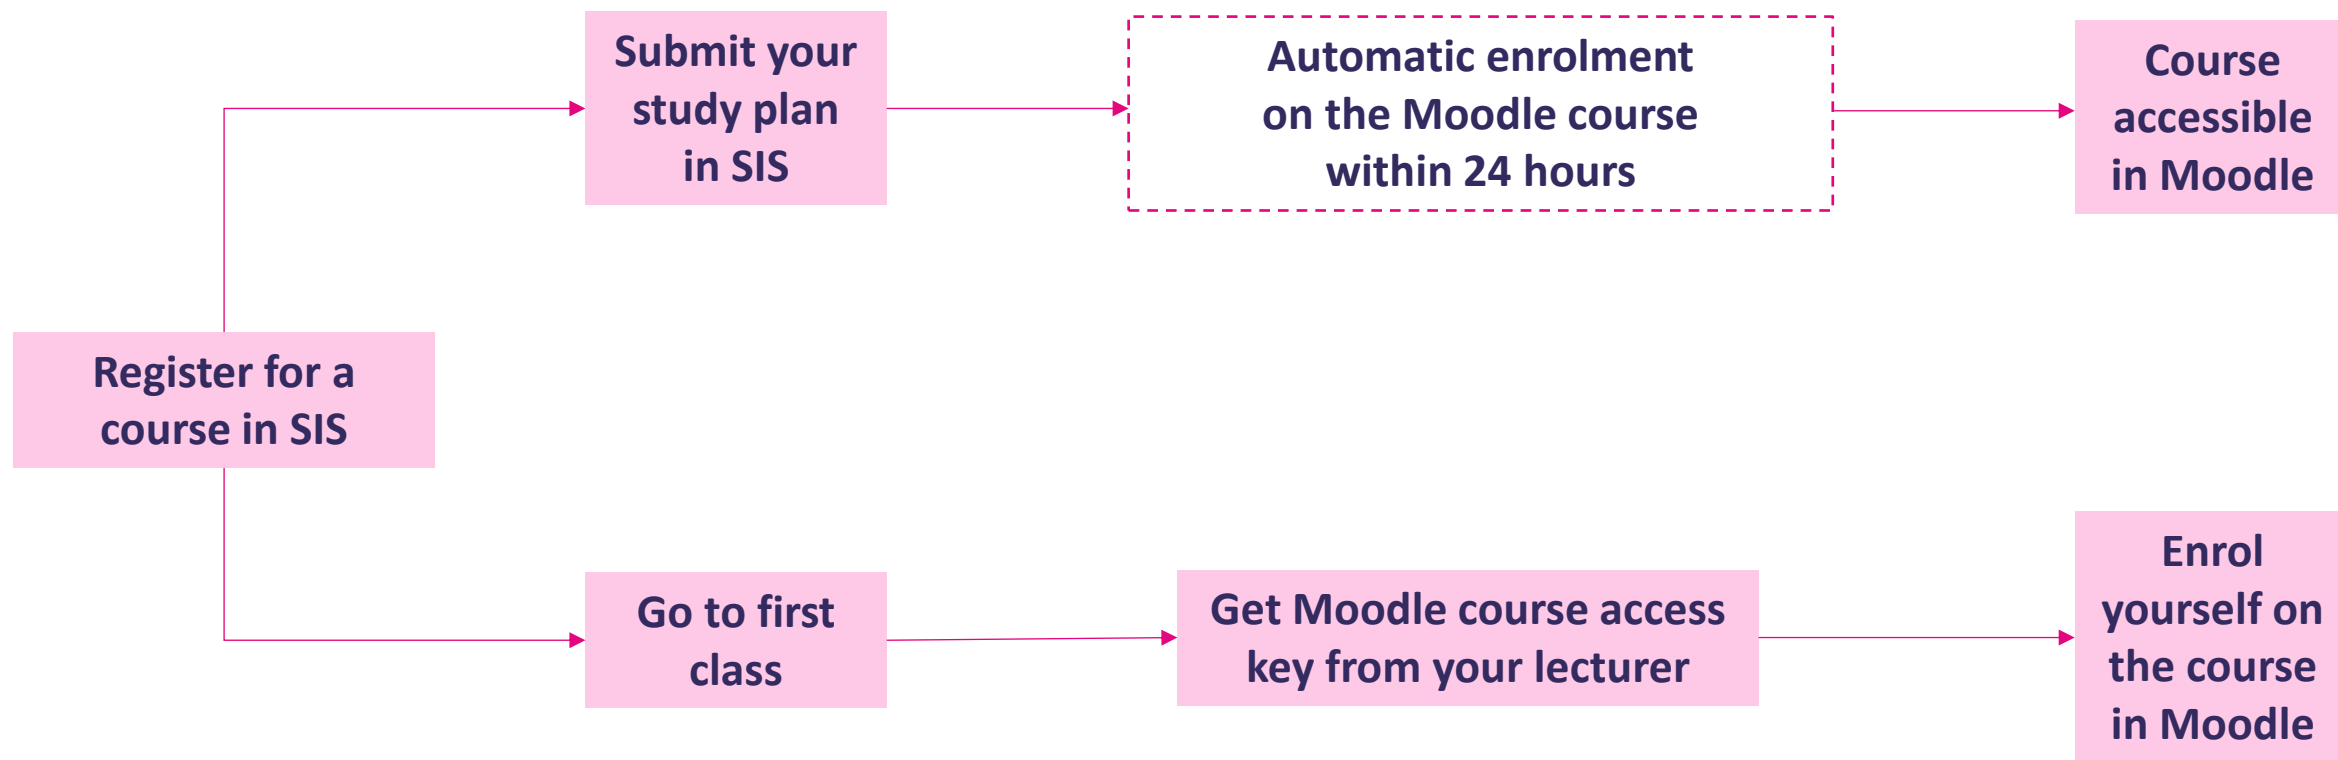 Submit your
study plan
in SIS
Automatic enrolment
on the Moodle course
within 24 hours
Course
accessible
in Moodle
Register for a
course in SIS
Go to first
class
Get Moodle course access
key from your lecturer
Enrol
yourself on
the course
in Moodle